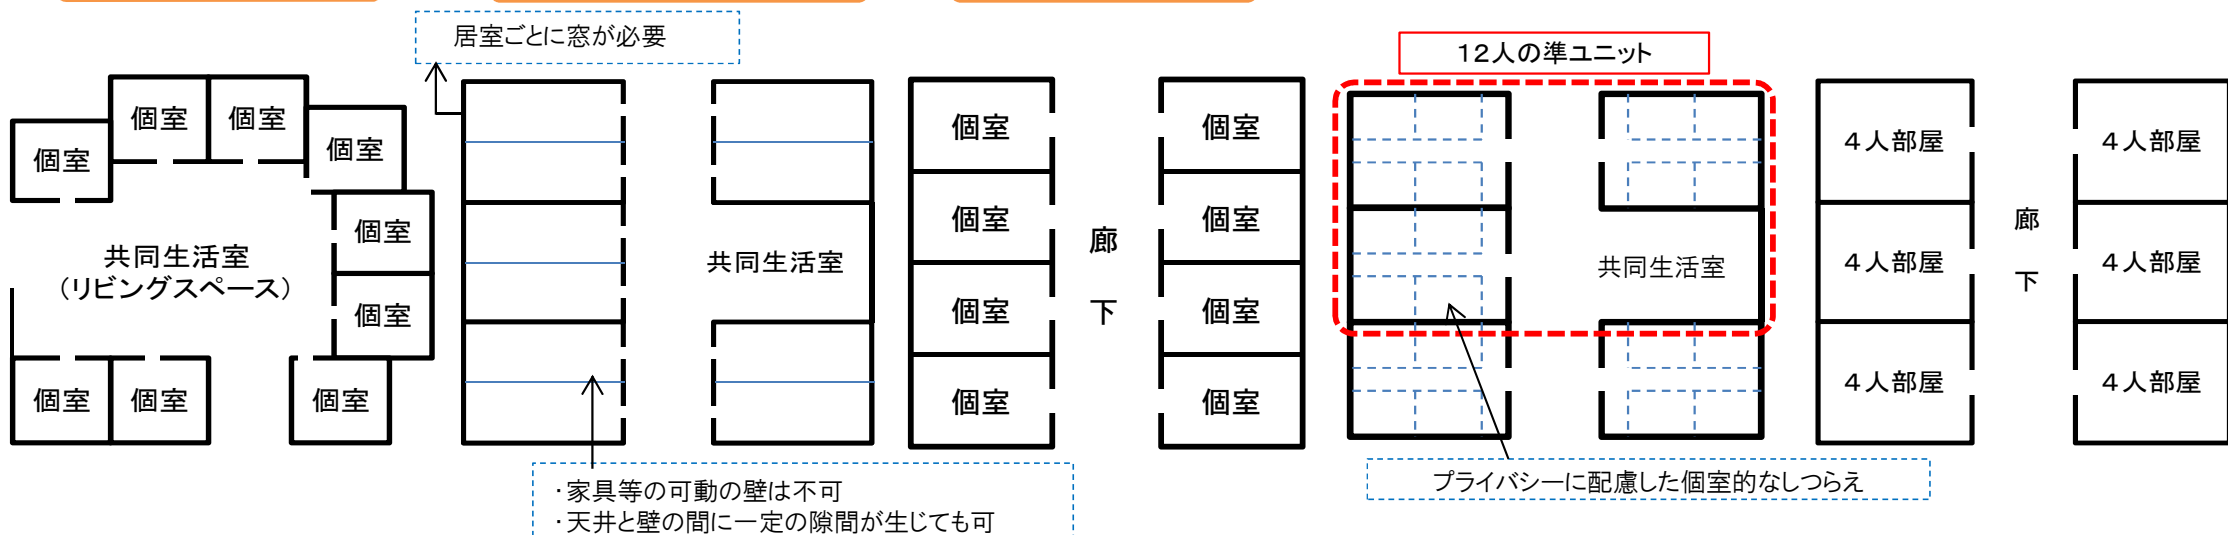 居室ごとに窓が必要
個室
個室
個室
個室
個室
個室
個室
個室
個室
共同生活室
（リビングスペース）
共同生活室
・家具等の可動の壁は不可
・天井と壁の間に一定の隙間が生じても可
個室
個室
個室
個室
廊
下
個室
個室
個室
個室
１２人の準ユニット
共同生活室
プライバシーに配慮した個室的なしつらえ
４人部屋
４人部屋
４人部屋
廊
下
４人部屋
４人部屋
４人部屋